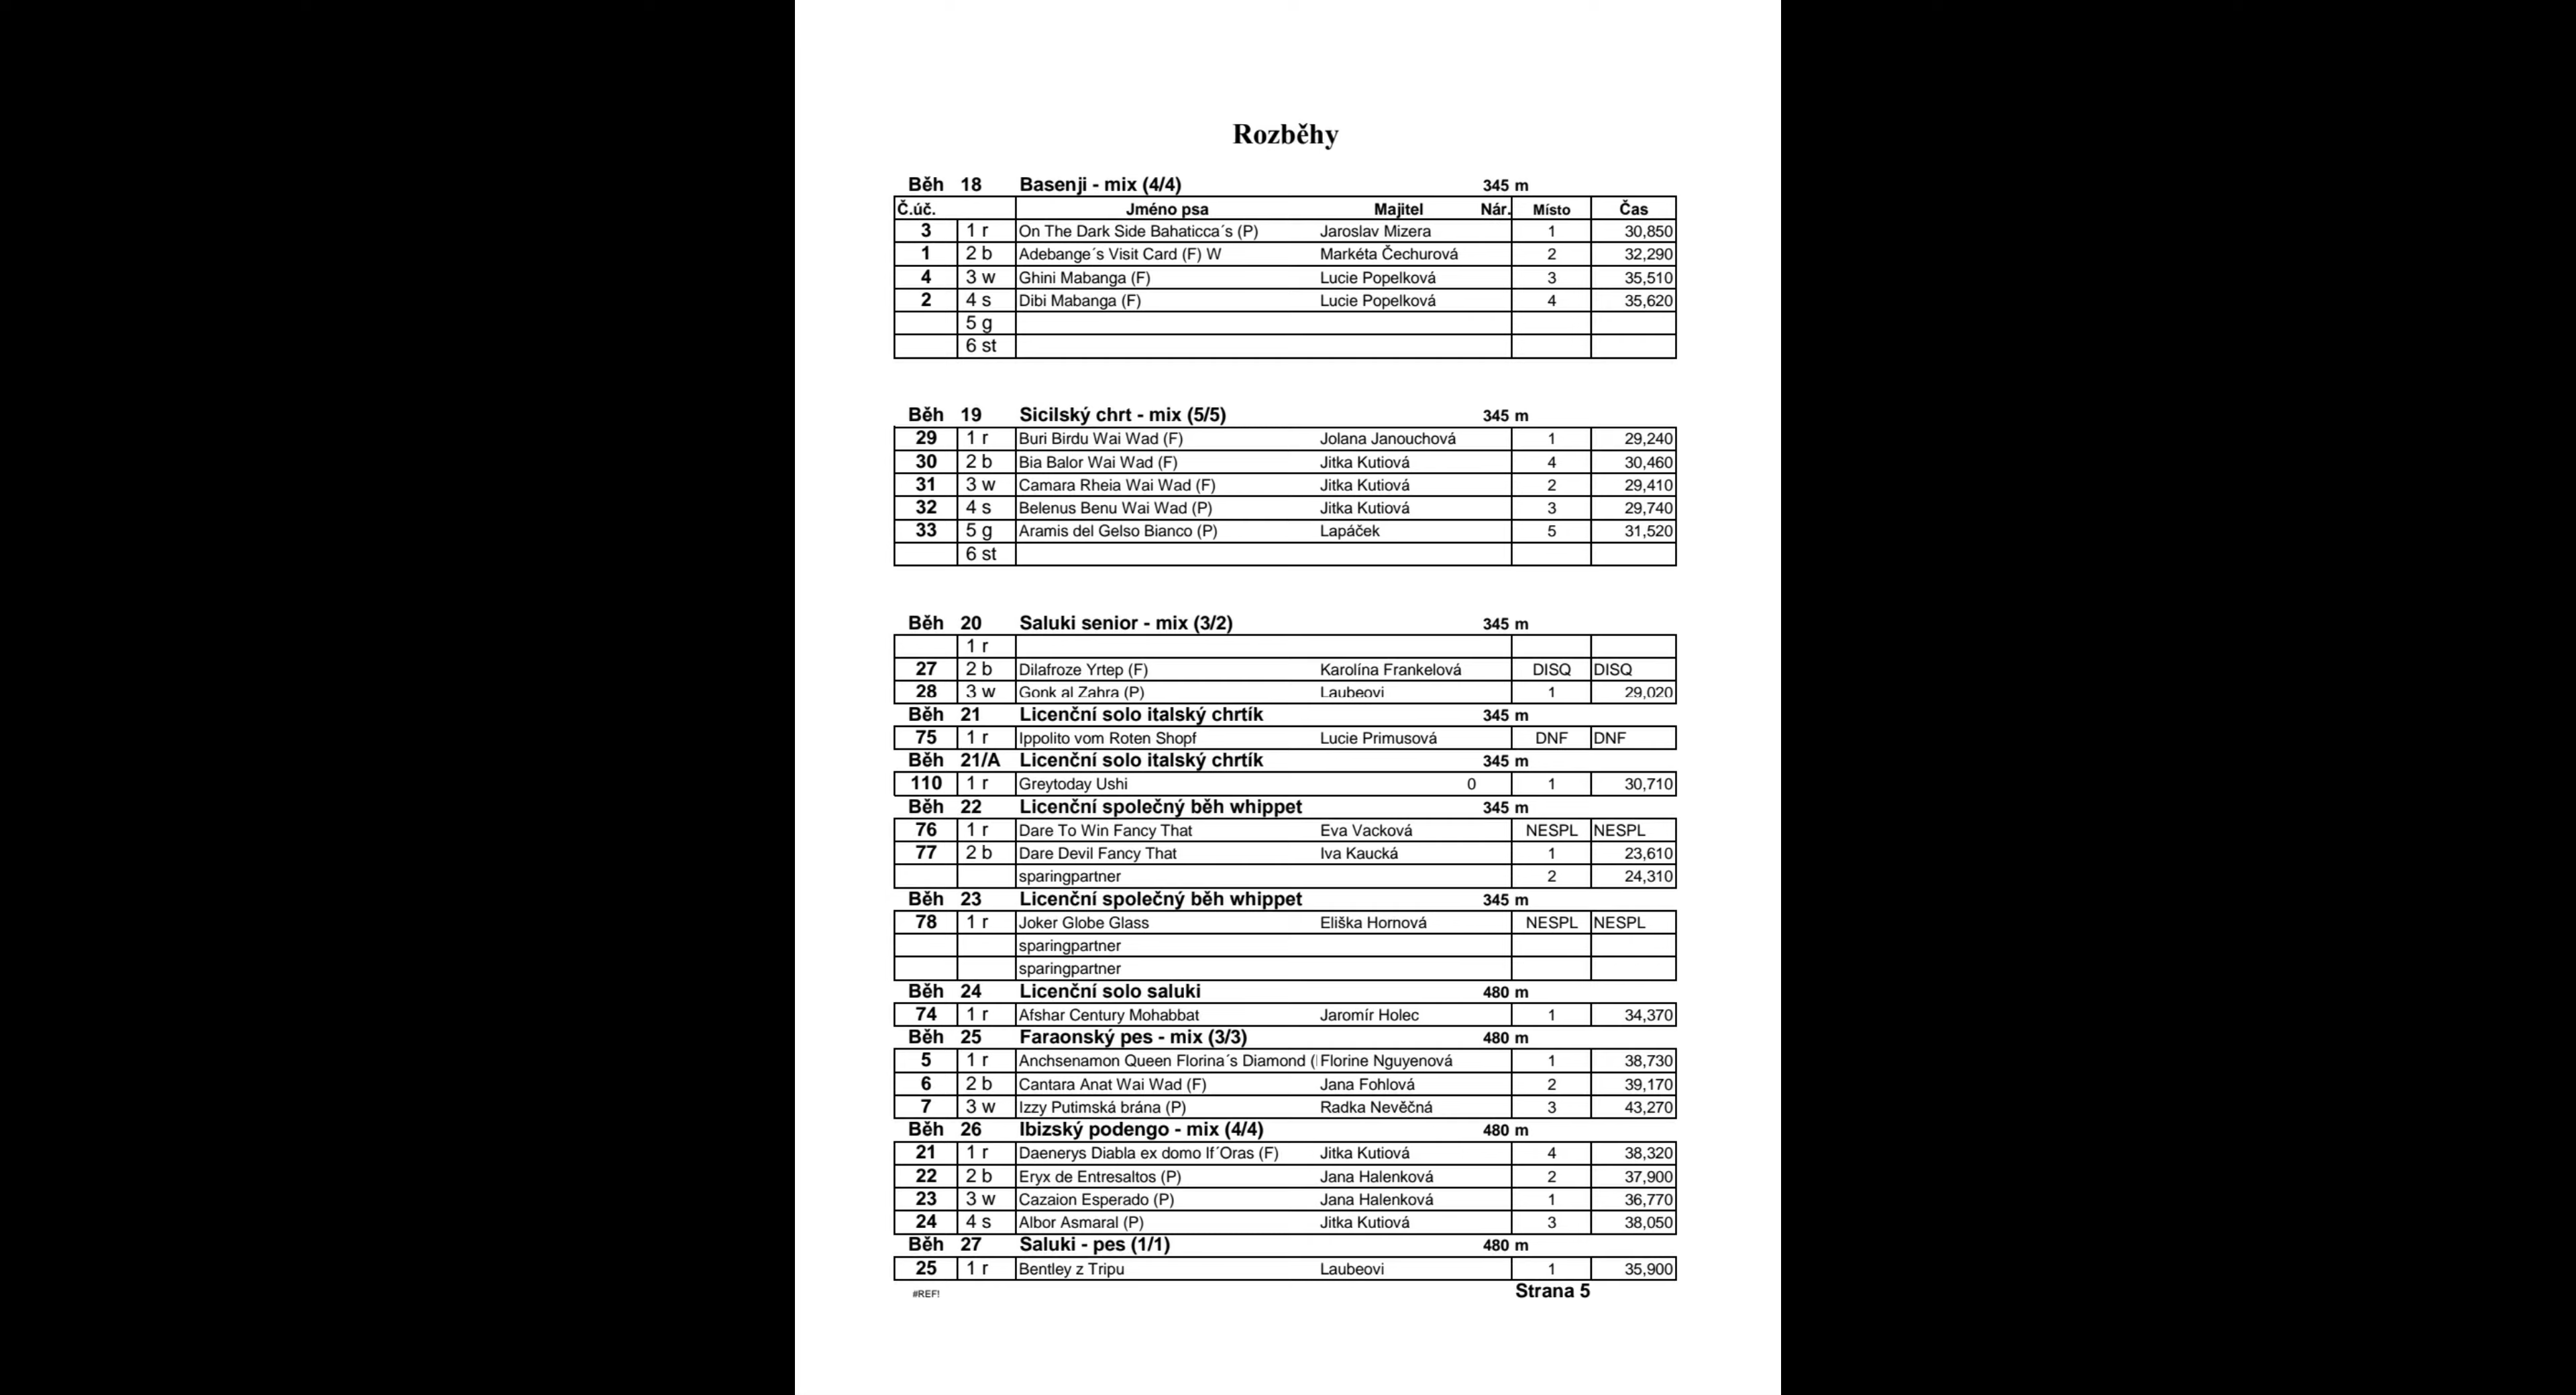 Rozběhy
Běh 18 Basenji - mix (4/4) 345 m
Č.úč. Jméno psa Majitel Nár. Místo Čas
3 1 r On The Dark Side Bahaticca´s (P) Jaroslav Mizera 1 30,850
1 2 b Adebange´s Visit Card (F) W Markéta Čechurová 2 32,290
4 3 w Ghini Mabanga (F) Lucie Popelková 3 35,510
2 4 s Dibi Mabanga (F) Lucie Popelková 4 35,620
5 g
6 st
Běh 19 Sicilský chrt - mix (5/5) 345 m
29 1 r Buri Birdu Wai Wad (F) Jolana Janouchová 1 29,240
30 2 b Bia Balor Wai Wad (F) Jitka Kutiová 4 30,460
31 3 w Camara Rheia Wai Wad (F) Jitka Kutiová 2 29,410
32 4 s Belenus Benu Wai Wad (P) Jitka Kutiová 3 29,740
33 5 g Aramis del Gelso Bianco (P) Lapáček 5 31,520
6 st
Běh 20 Saluki senior - mix (3/2) 345 m
1 r
27 2 b Dilafroze Yrtep (F) Karolína Frankelová DISQ DISQ
28 3 w Gonk al Zahra (P) Laubeovi 1 29,020
Běh 21 Licenční solo italský chrtík 345 m
75 1 r Ippolito vom Roten Shopf Lucie Primusová DNF DNF
Běh 21/A Licenční solo italský chrtík 345 m
110 1 r Greytoday Ushi 0 1 30,710
Běh 22 Licenční společný běh whippet 345 m
76 1 r Dare To Win Fancy That Eva Vacková NESPL NESPL
77 2 b Dare Devil Fancy That Iva Kaucká 1 23,610
sparingpartner 2 24,310
Běh 23 Licenční společný běh whippet 345 m
78 1 r Joker Globe Glass Eliška Hornová NESPL NESPL
sparingpartner
sparingpartner
Běh 24 Licenční solo saluki 480 m
74 1 r Afshar Century Mohabbat Jaromír Holec 1 34,370
Běh 25 Faraonský pes - mix (3/3) 480 m
5 1 r Anchsenamon Queen Florina´s Diamond ( Florine Nguyenová 1 38,730
6 2 b Cantara Anat Wai Wad (F) Jana Fohlová 2 39,170
7 3 w Izzy Putimská brána (P) Radka Nevěčná 3 43,270
Běh 26 Ibizský podengo - mix (4/4) 480 m
21 1 r Daenerys Diabla ex domo If´Oras (F) Jitka Kutiová 4 38,320
22 2 b Eryx de Entresaltos (P) Jana Halenková 2 37,900
23 3 w Cazaion Esperado (P) Jana Halenková 1 36,770
24 4 s Albor Asmaral (P) Jitka Kutiová 3 38,050
Běh 27 Saluki - pes (1/1) 480 m
25 1 r Bentley z Tripu Laubeovi 1 35,900
#REF! Strana 5